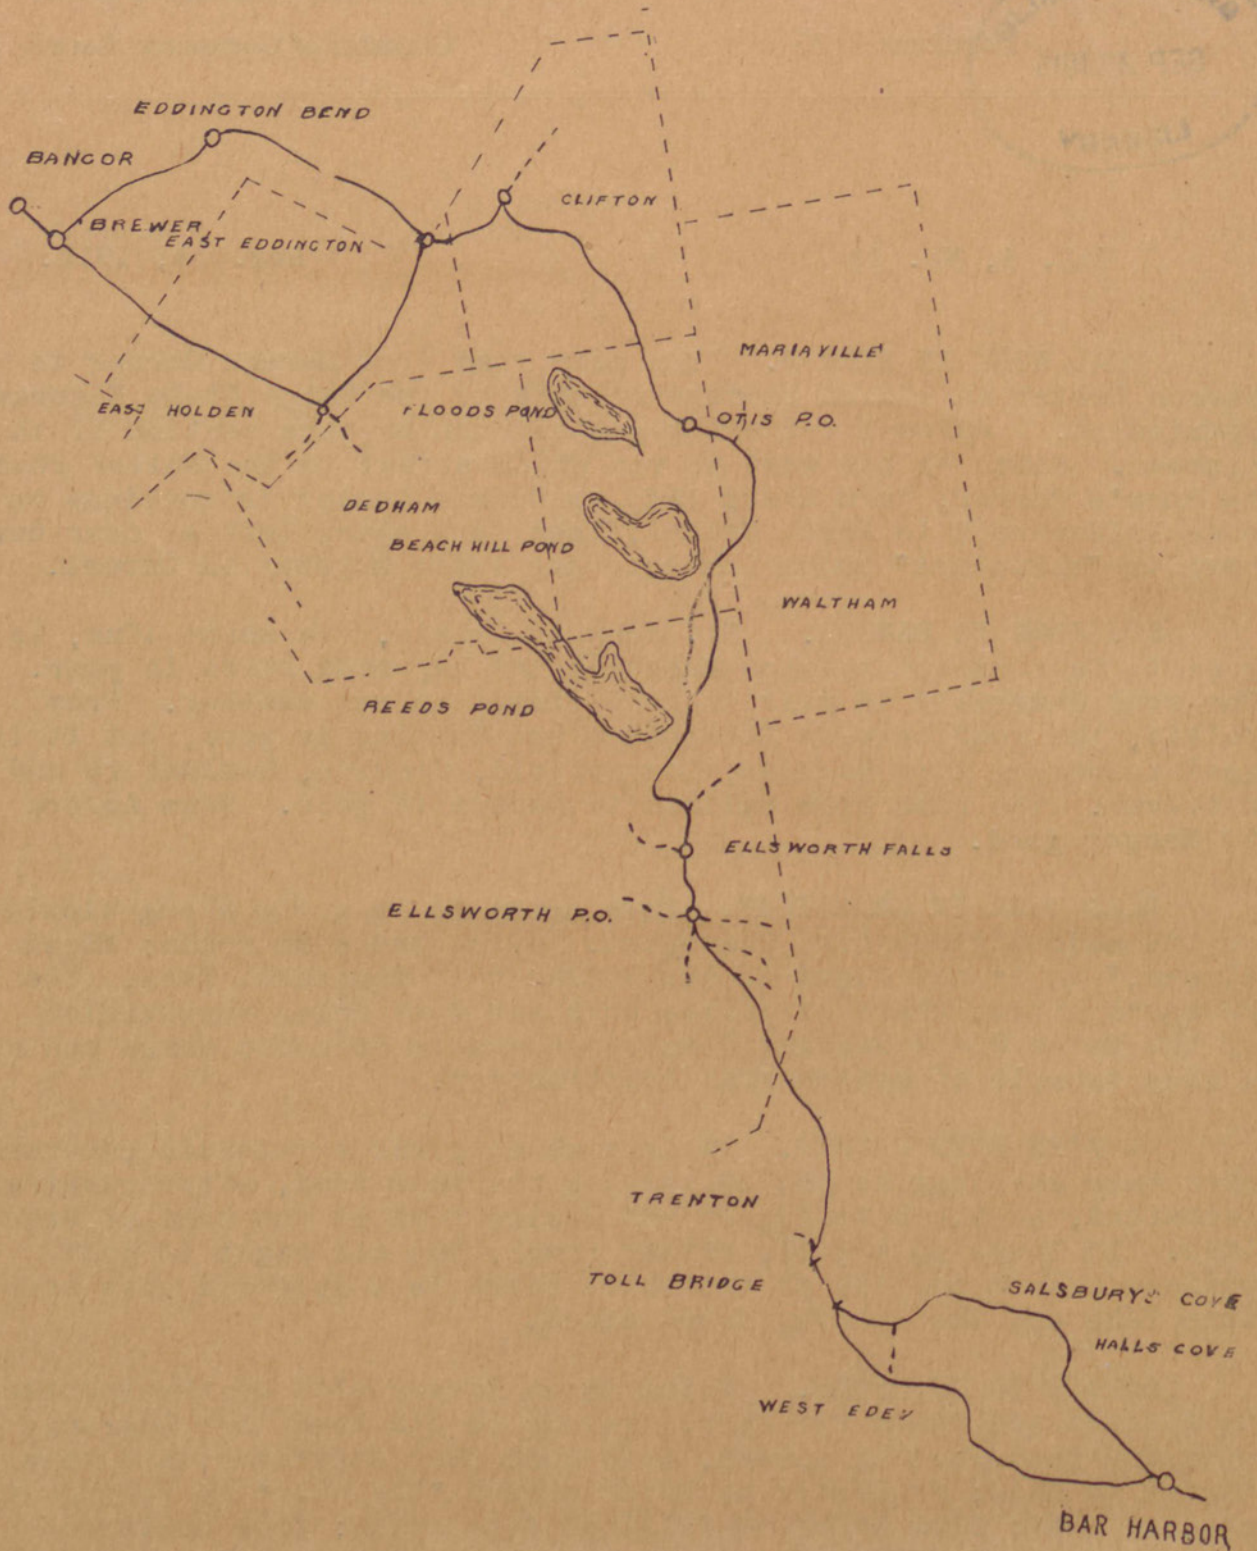 EDDINGTON BEND
BANGOR
BREWER
EAST EDDINGTON
CLIFTON
MARIAVILLE
EAST HOLDEN
FLOODS POND
OTIS P.O.
DEDHAM
BEACH HILL POND
WALTHAM
REEDS POND
ELLSWORTH FALLS
ELLSWORTH P.O.
TRENTON
TOLL BRIDGE
SALSBURYS COVE
HALLS COVE
WEST EDEN
BAR HARBOR